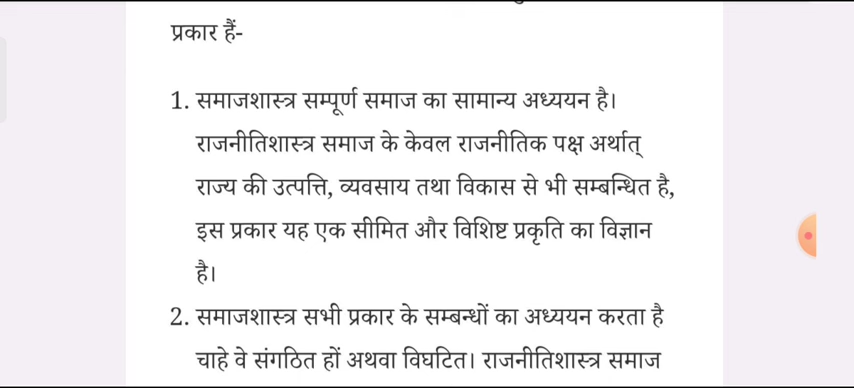 प्रकार हैं-
1. समाजशास्त्र सम्पूर्ण समाज का सामान्य अध्ययन है।
राजनीतिशास्त्र समाज के केवल राजनीतिक पक्ष अर्थात्
राज्य की उत्पत्ति, व्यवसाय तथा विकास से भी सम्बन्धित है,
इस प्रकार यह एक सीमित और विशिष्ट प्रकृति का विज्ञान
है।
2. समाजशास्त्र सभी प्रकार के सम्बन्धों का अध्ययन करता है
चाहे वे संगठित हों अथवा विघटित। राजनीतिशास्त्र समाज